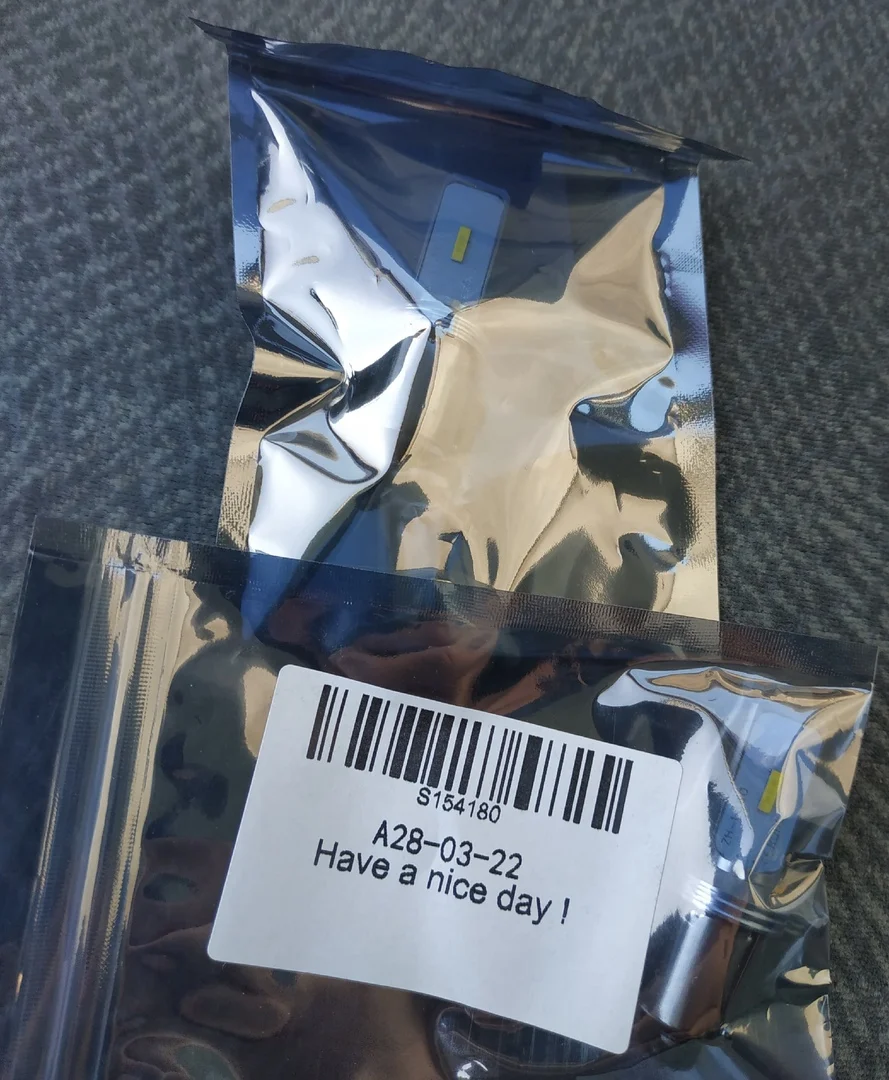 S154180
A28-03-22
Have a nice day !